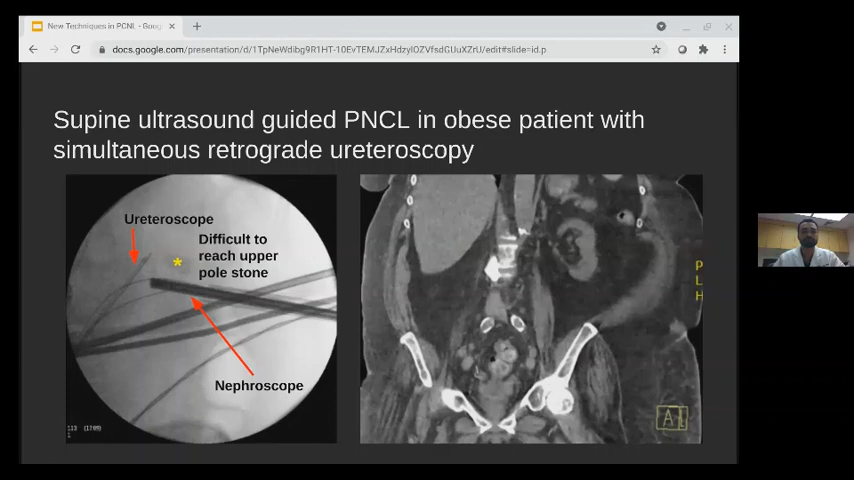 New Techniques in PCNL - Goog
docs.google.com/presentation/d/1TpNeWdibg9R1HT-10EvTEMJZxHdzylOZVfsdGUuXZrU/edit#slide=id.p
Supine ultrasound guided PNCL in obese patient with
simultaneous retrograde ureteroscopy
Ureteroscope
Difficult to
reach upper
pole stone
*
Nephroscope
P
L
H